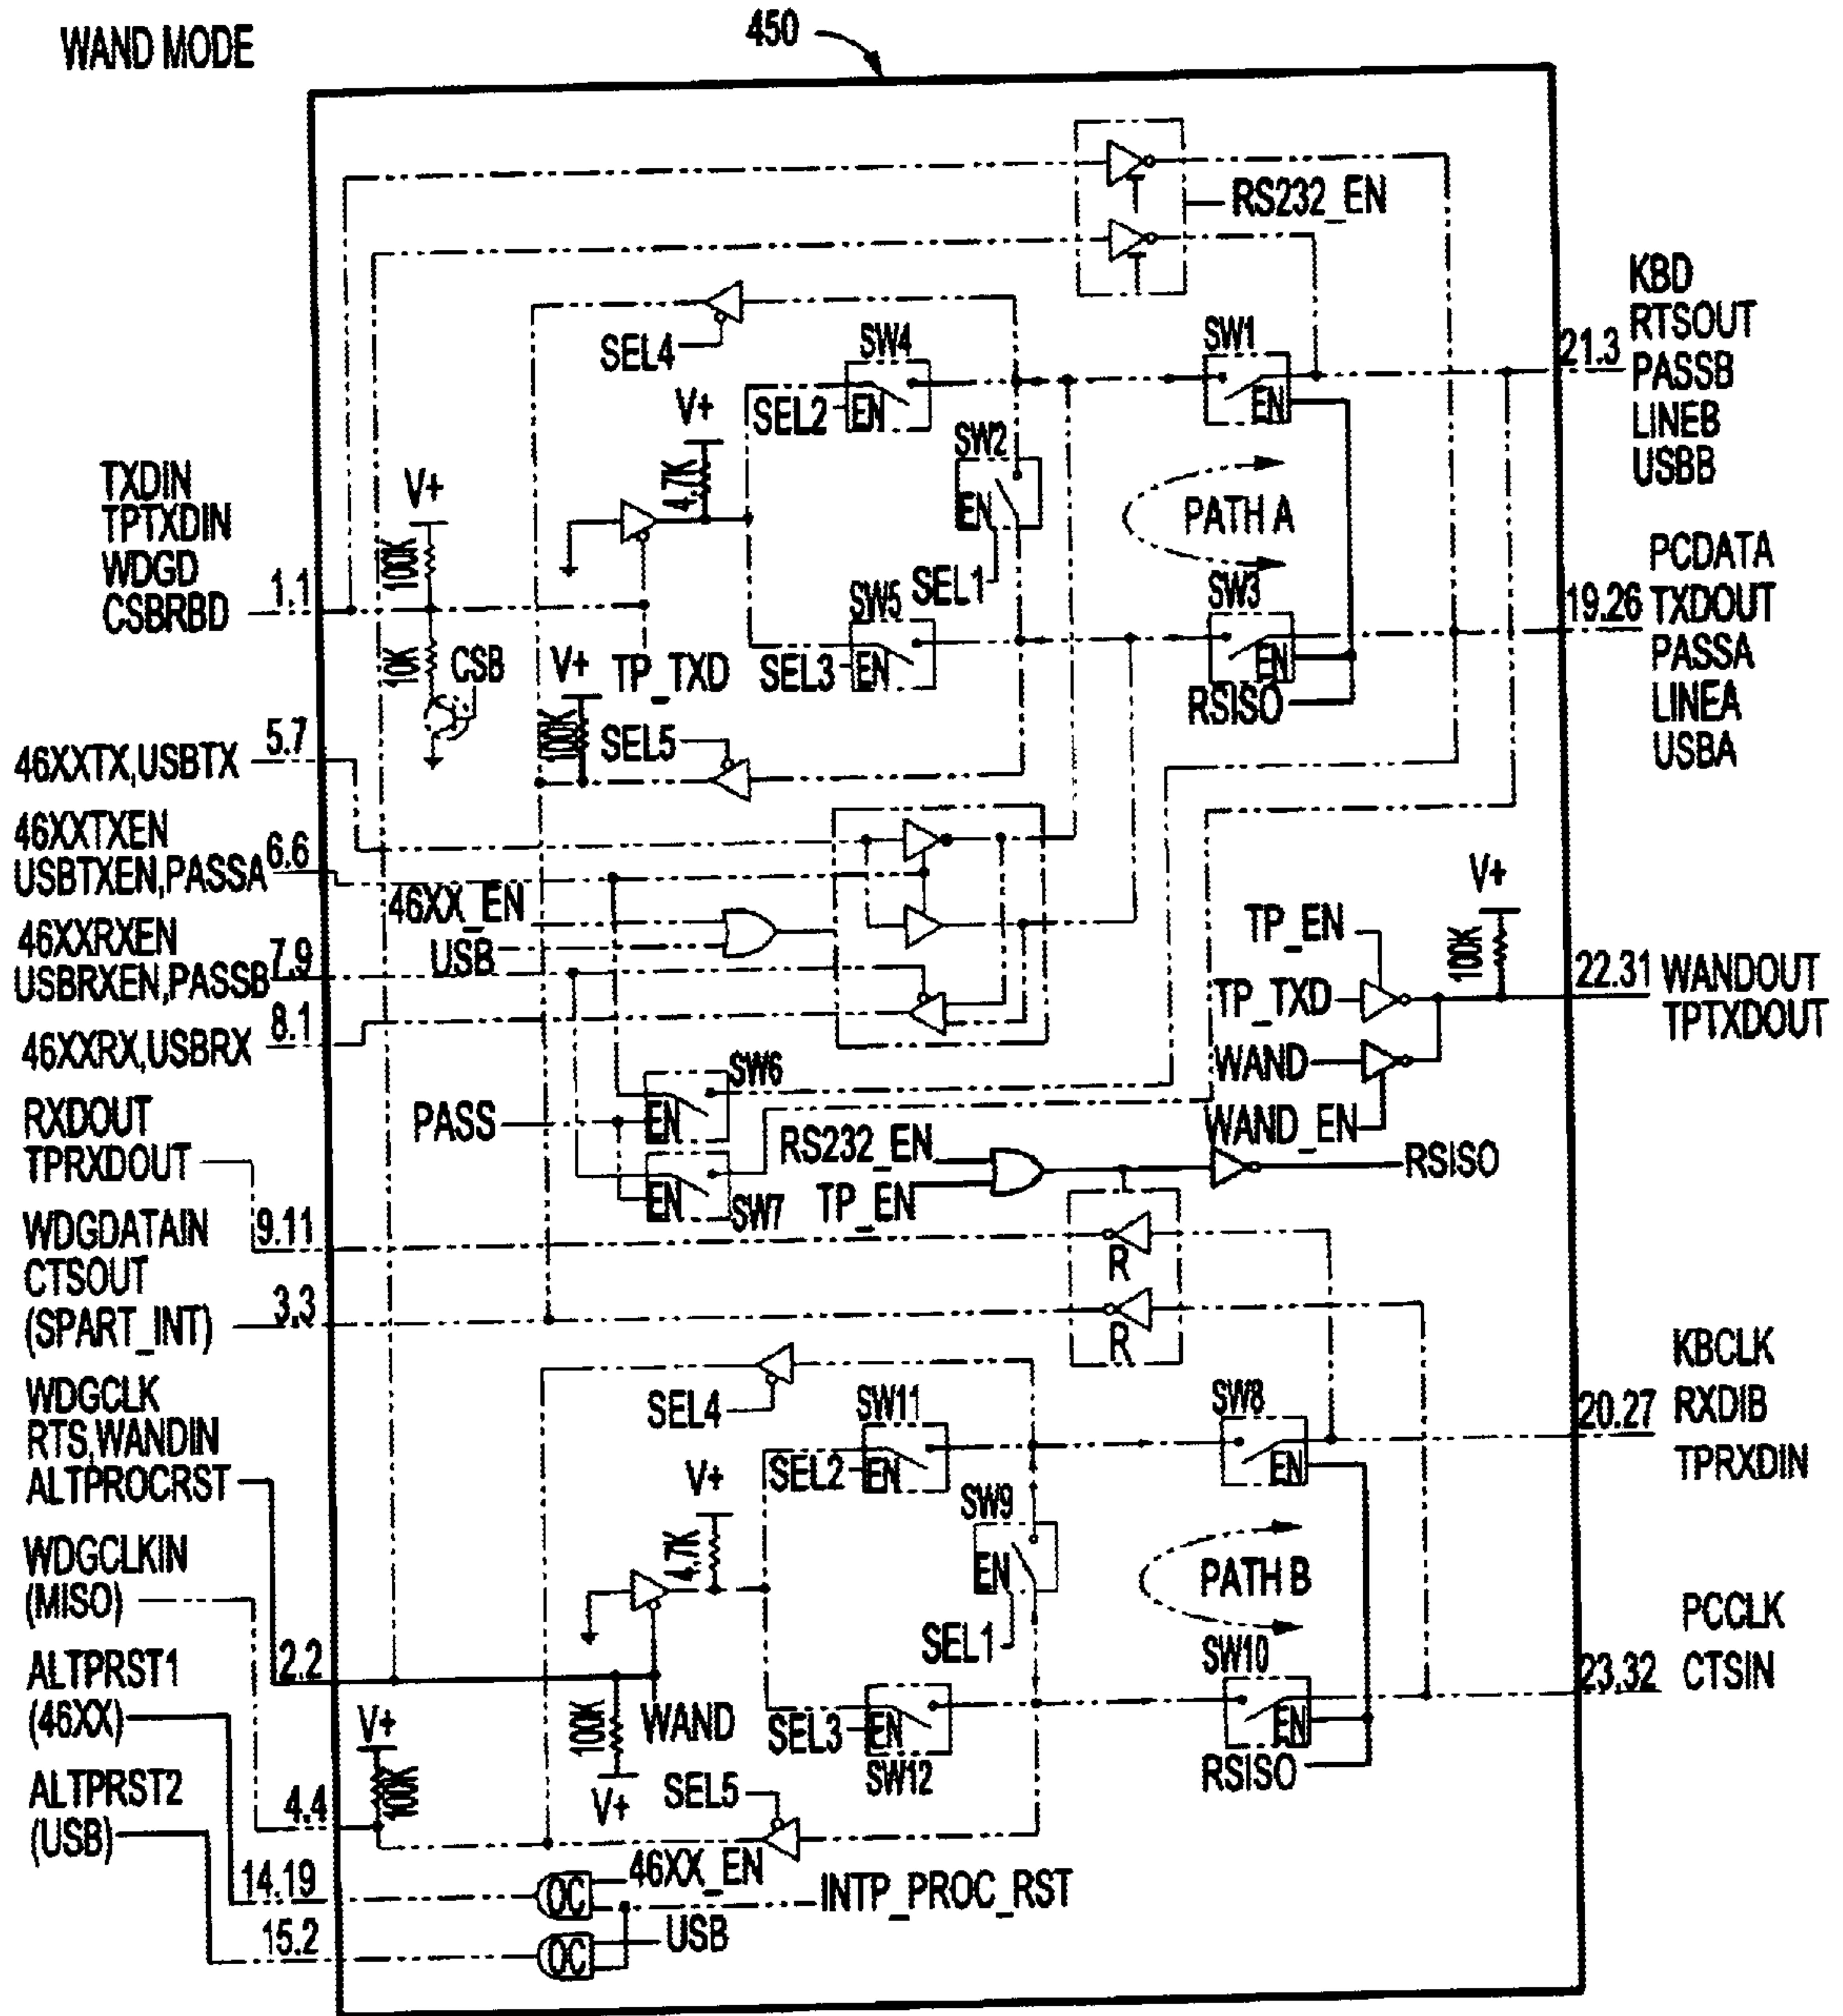 WAND MODE
450
RS232_EN
KBD
RTSOUT
21.3
PASSB
LINEB
USBB
SEL4
SW4
SW1
SEL2
EN
EN
V+
4.7K
SW2
EN
PATH A
SEL1
TXDIN
TPTXDIN
WDGD
CSBRBD
1.1
V+
100K
10K
CSB
TP_TXD
SW5
SEL3
EN
SW3
EN
RSISO
PCDATA
19.26
TXDOUT
PASSA
LINEA
USBA
V+
100K
SEL5
46XXTX,USBTX
5.7
46XXTXEN
USBTXEN,PASSA
6.6
46XX_EN
USB
46XXRXEN
USBRXEN,PASSB
7.9
46XXRX,USBRX
8.1
V+
100K
TP_EN
TP_TXD
WAND
WAND_EN
22.31
WANDOUT
TPTXDOUT
SW6
PASS
EN
EN
SW7
RS232_EN
TP_EN
RSISO
RXDOUT
TPRXDOUT
9.11
WDGDATAIN
CTSOUT
(SPART_INT)
3.3
R
R
SEL4
SW11
SEL2
EN
SW8
EN
20.27
KBCLK
RXDIB
TPRXDIN
WDGCLK
RTS,WANDIN
ALTPROCRST
V+
4.7K
SW9
EN
PATH B
SEL1
WDGCLKIN
(MISO)
2.2
WAND
100K
V+
SEL3
EN
SW12
SW10
EN
RSISO
PCCLK
23.32
CTSIN
ALTPRST1
(46XX)
V+
100K
4.4
SEL5
ALTPRST2
(USB)
14.19
15.2
OC
46XX_EN
INTP_PROC_RST
OC
USB